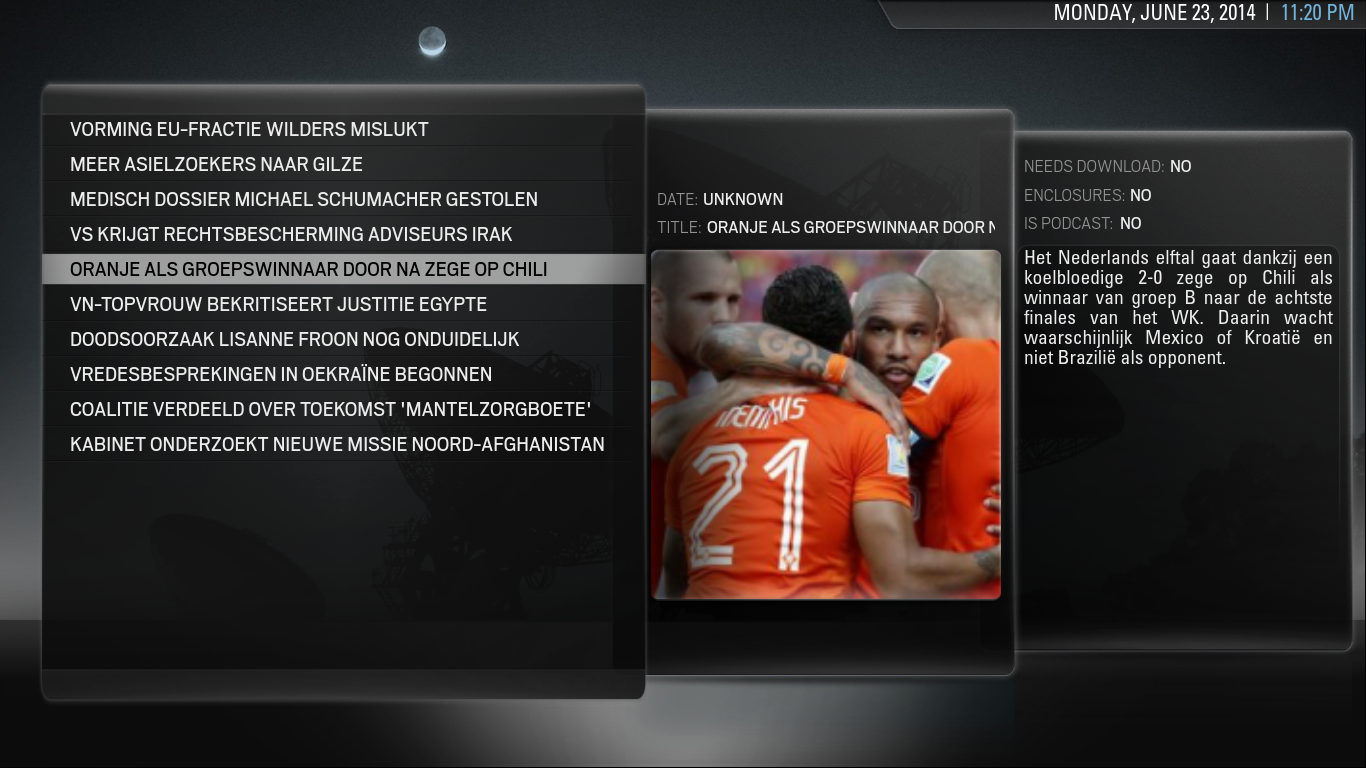 MONDAY, JUNE 23, 2014 | 11:20 PM
VORMING EU-FRACTIE WILDERS MISLUKT
MEER ASIELZOEKERS NAAR GILZE
MEDISCH DOSSIER MICHAEL SCHUMACHER GESTOLEN
VS KRIJGT RECHTSBESCHERMING ADVISEURS IRAK
ORANJE ALS GROEPSWINNAAR DOOR NA ZEGE OP CHILI
VN-TOPVROUW BEKRITISEERT JUSTITIE EGYPTE
DOODSOORZAAK LISANNE FROON NOG ONDUIDELIJK
VREDESBESPREKINGEN IN OEKRAÏNE BEGONNEN
COALITIE VERDEELD OVER TOEKOMST 'MANTELZORGBOETE'
KABINET ONDERZOEKT NIEUWE MISSIE NOORD-AFGHANISTAN
DATE: UNKNOWN
TITLE: ORANJE ALS GROEPSWINNAAR DOOR N
MEMPHIS
21
NEEDS DOWNLOAD: NO
ENCLOSURES: NO
IS PODCAST: NO
Het Nederlands elftal gaat dankzij een
koelbloedige 2-0 zege op Chili als
winnaar van groep B naar de achtste
finales van het WK. Daarin wacht
waarschijnlijk Mexico of Kroatië en
niet Brazilië als opponent.